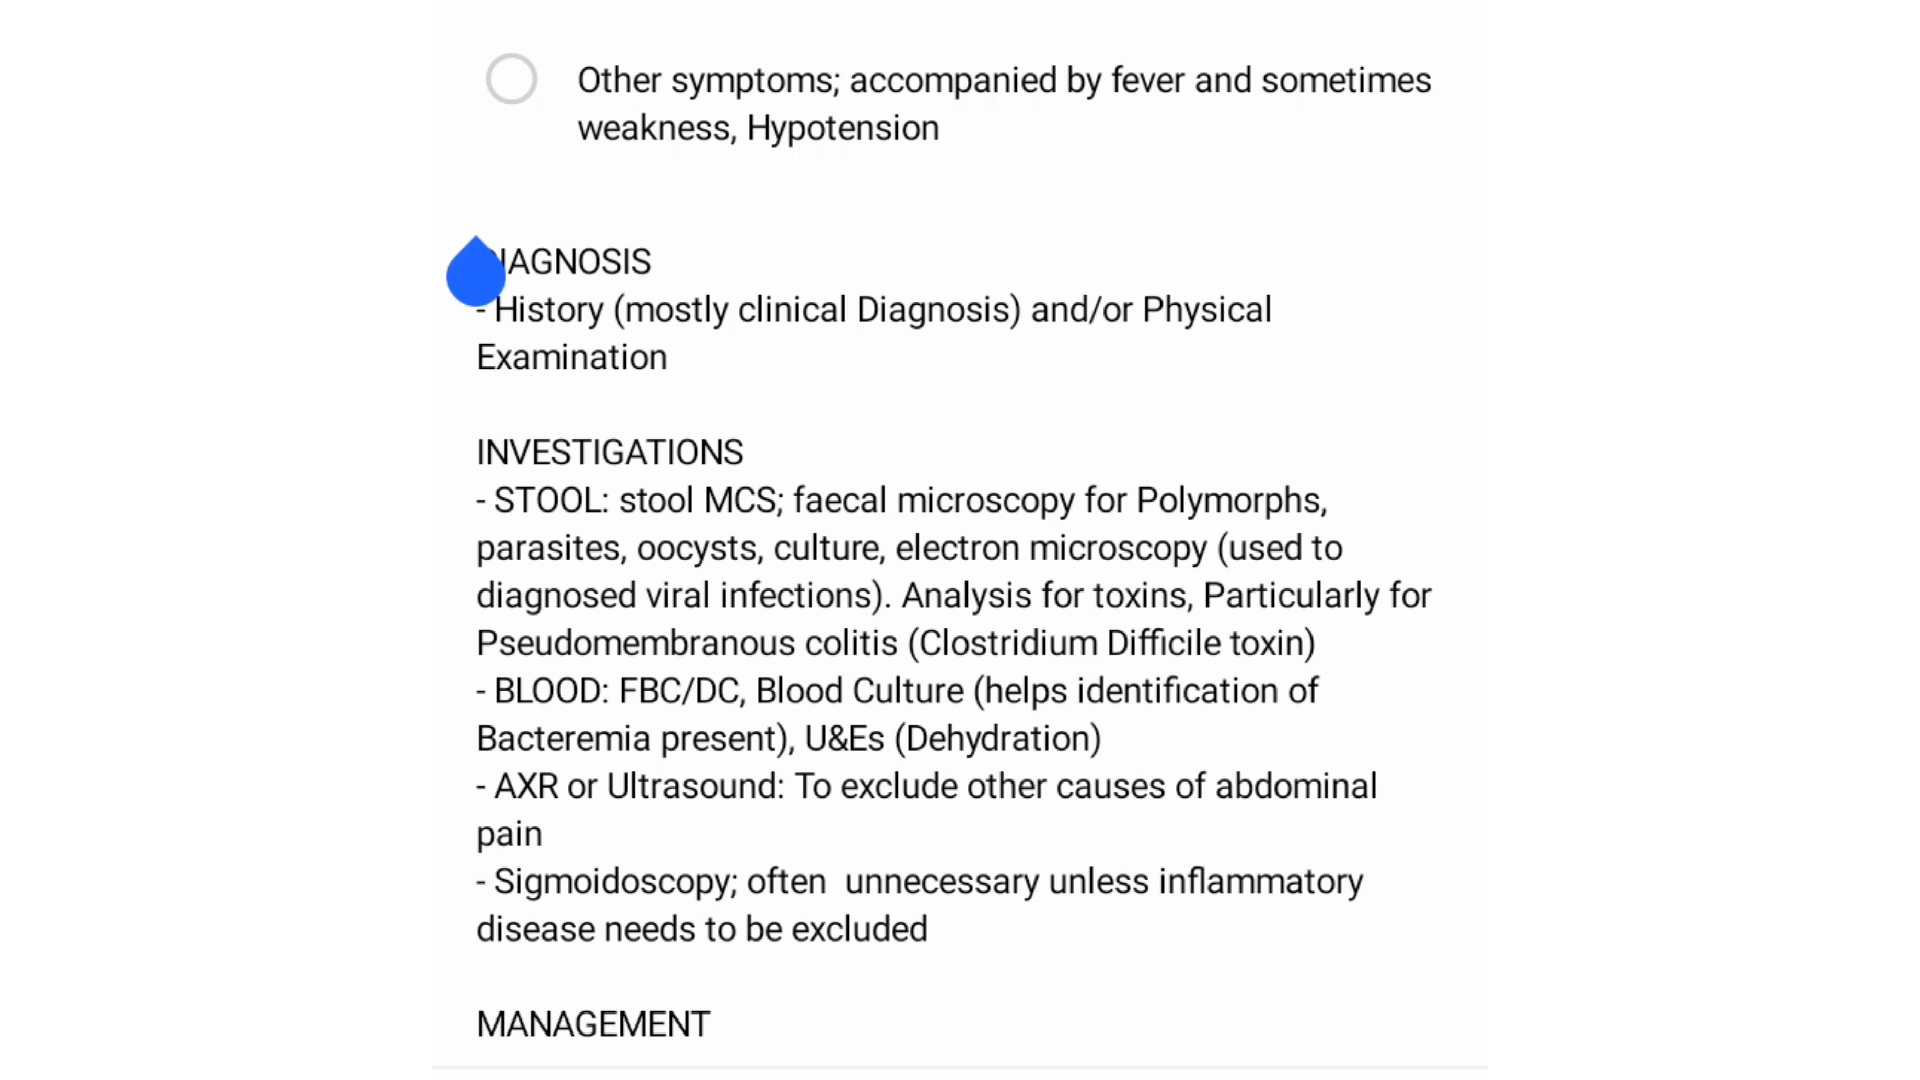 Other symptoms; accompanied by fever and sometimes
weakness, Hypotension
DIAGNOSIS
- History (mostly clinical Diagnosis) and/or Physical
Examination
INVESTIGATIONS
- STOOL: stool MCS; faecal microscopy for Polymorphs,
parasites, oocysts, culture, electron microscopy (used to
diagnosed viral infections). Analysis for toxins, Particularly for
Pseudomembranous colitis (Clostridium Difficile toxin)
- BLOOD: FBC/DC, Blood Culture (helps identification of
Bacteremia present), U&Es (Dehydration)
- AXR or Ultrasound: To exclude other causes of abdominal
pain
- Sigmoidoscopy; often  unnecessary unless inflammatory
disease needs to be excluded
MANAGEMENT